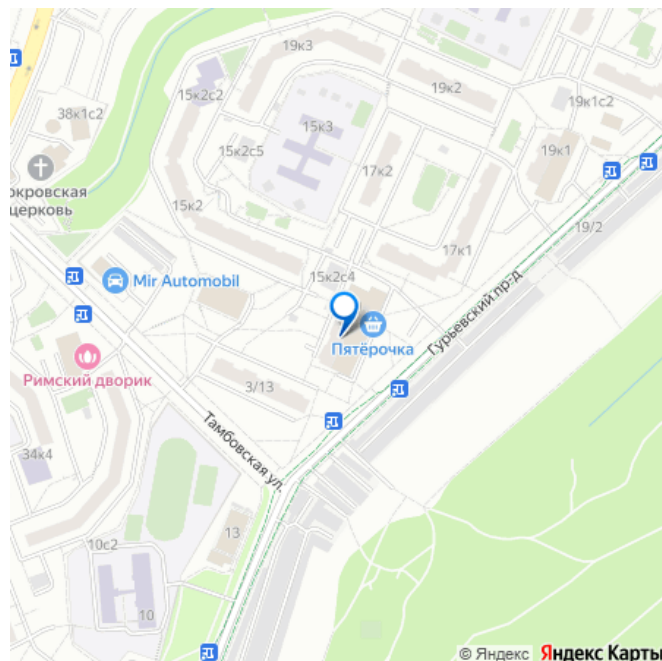 19к3
15к2с2
19к2
38к1с2
19к1с2
15к3
15к2с5
19к1
17к2
окровская
церковь
15к2
19/2
17к1
15к2с4
Mir Automobil
Гурьевский пр-д
Пятёрочка
Римский дворик
3/13
Тамбовская ул.
34к4
13
10с2
10
© Яндекс Яндекс Карты